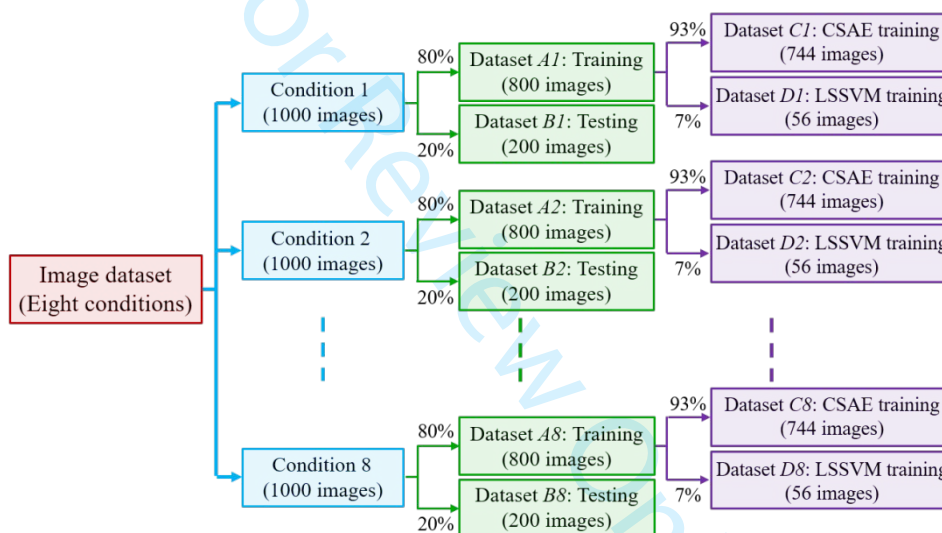 Image dataset
(Eight conditions)
Condition 1
(1000 images)
80%
20%
Dataset A1: Training
(800 images)
Dataset B1: Testing
(200 images)
93%
7%
Dataset C1: CSAE training
(744 images)
Dataset D1: LSSVM training
(56 images)
Condition 2
(1000 images)
80%
20%
Dataset A2: Training
(800 images)
Dataset B2: Testing
(200 images)
93%
7%
Dataset C2: CSAE training
(744 images)
Dataset D2: LSSVM training
(56 images)
Condition 8
(1000 images)
80%
20%
Dataset A8: Training
(800 images)
Dataset B8: Testing
(200 images)
93%
7%
Dataset C8: CSAE training
(744 images)
Dataset D8: LSSVM training
(56 images)
or Review On